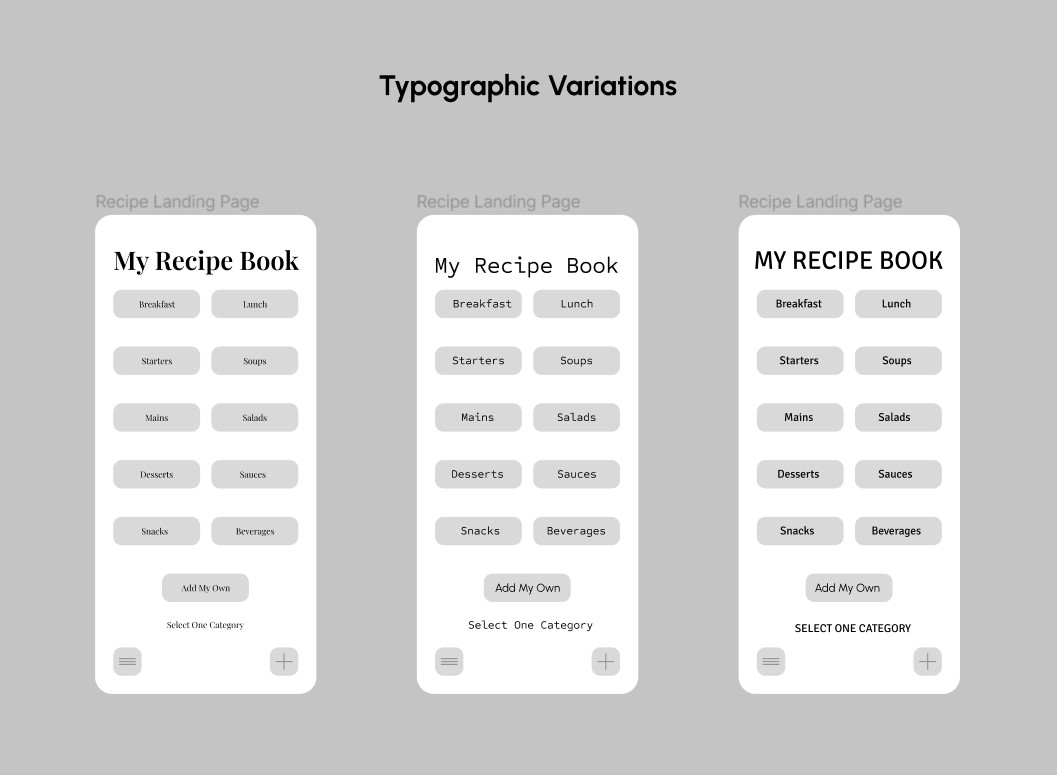 Typographic Variations
Recipe Landing Page
My Recipe Book
Breakfast
Lunch
Starters
Soups
Mains
Salads
Desserts
Sauces
Snacks
Beverages
Add My Own
Select One Category
Recipe Landing Page
My Recipe Book
Breakfast
Lunch
Starters
Soups
Mains
Salads
Desserts
Sauces
Snacks
Beverages
Add My Own
Select One Category
Recipe Landing Page
MY RECIPE BOOK
Breakfast
Lunch
Starters
Soups
Mains
Salads
Desserts
Sauces
Snacks
Beverages
Add My Own
SELECT ONE CATEGORY